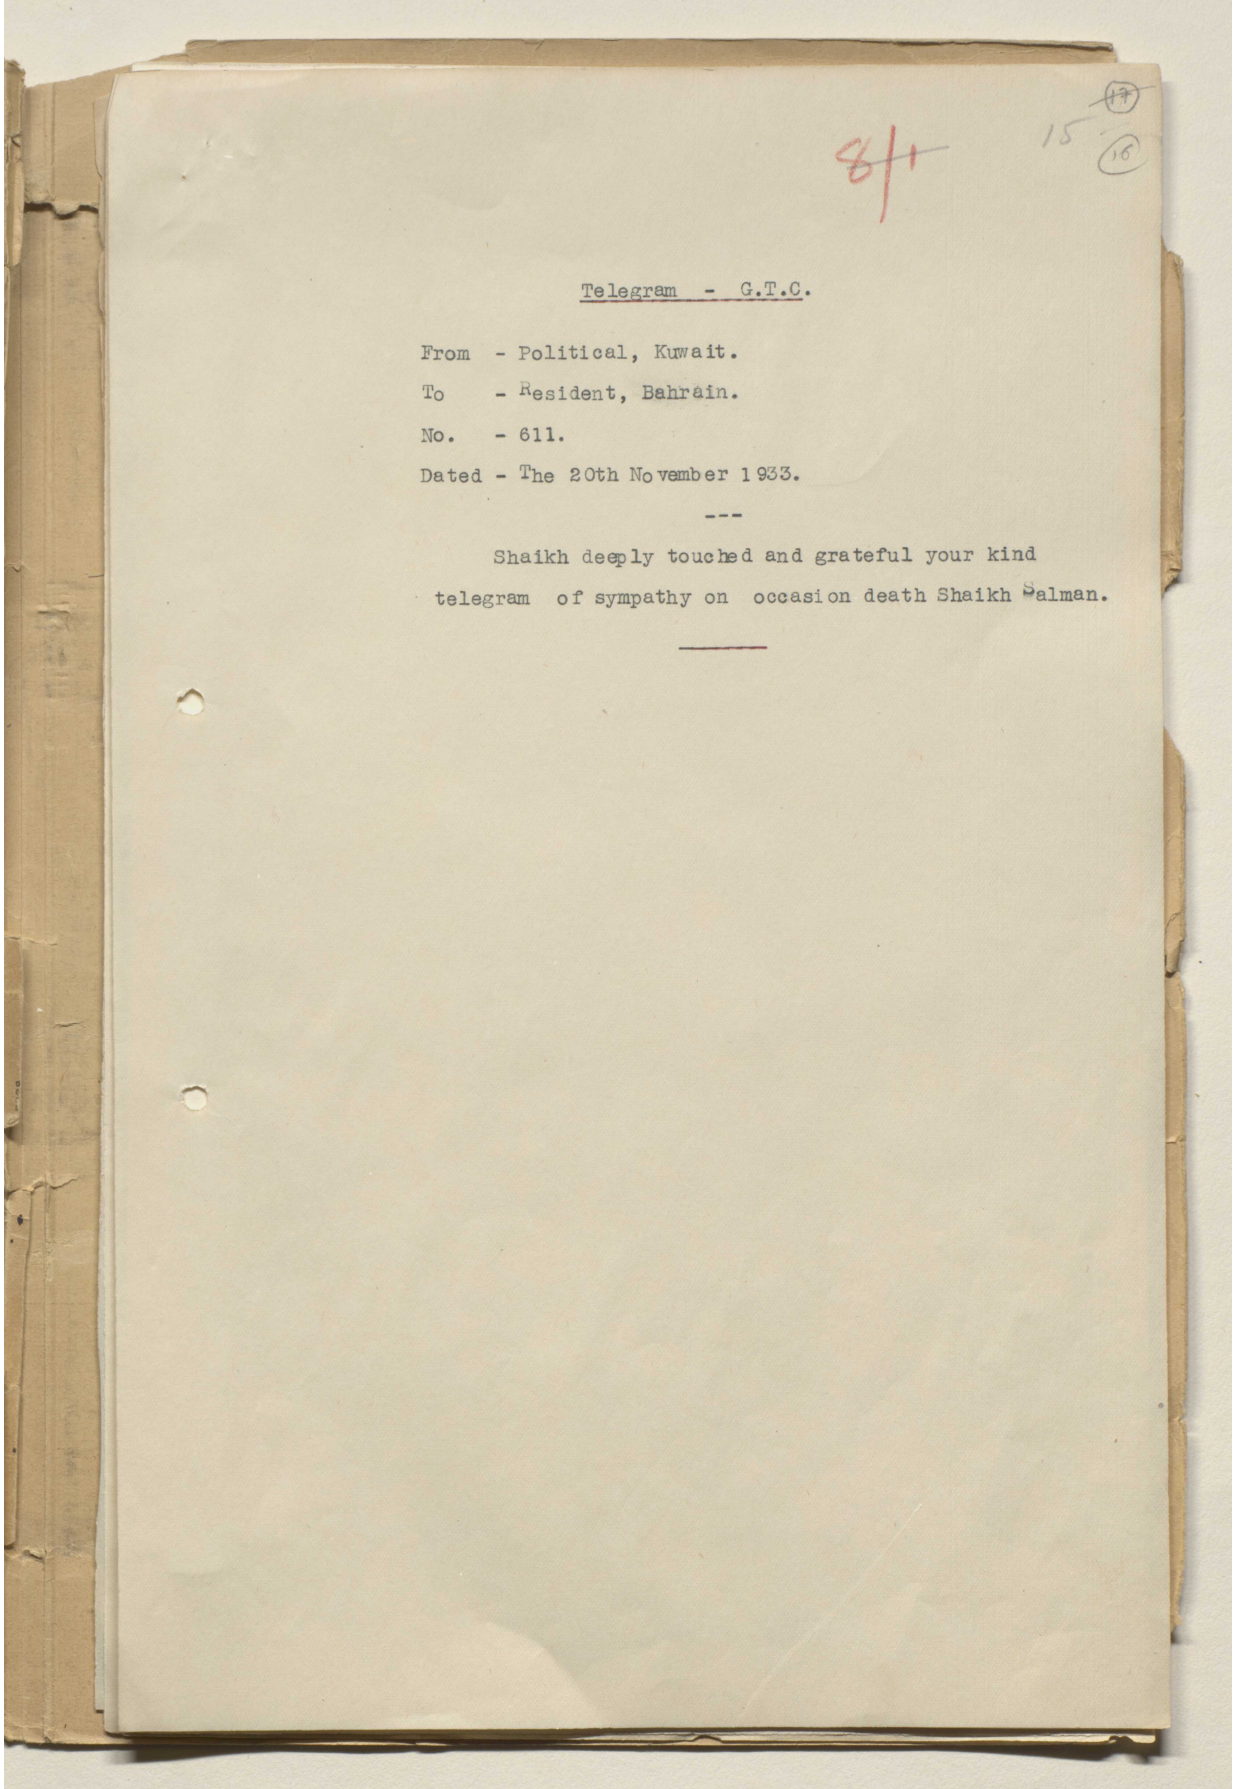 17
15
16
8/1
Telegram - G.T.C.
From - Political, Kuwait.
To - Resident, Bahrain.
No. - 611.
Dated - The 20th November 1933.
---
Shaikh deeply touched and grateful your kind
telegram of sympathy on occasion death Shaikh Salman.